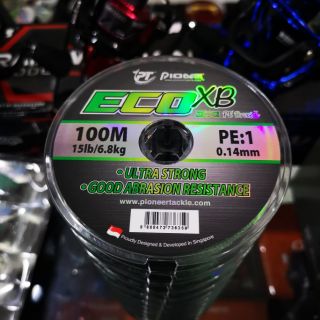 PT PIONEER
ECO XB
100M
15lb/6.8kg
PE:1
0.14mm
• ULTRA STRONG
• GOOD ABRASION RESISTANCE
www.pioneertackle.com
Proudly Designed & Developed in Singapore